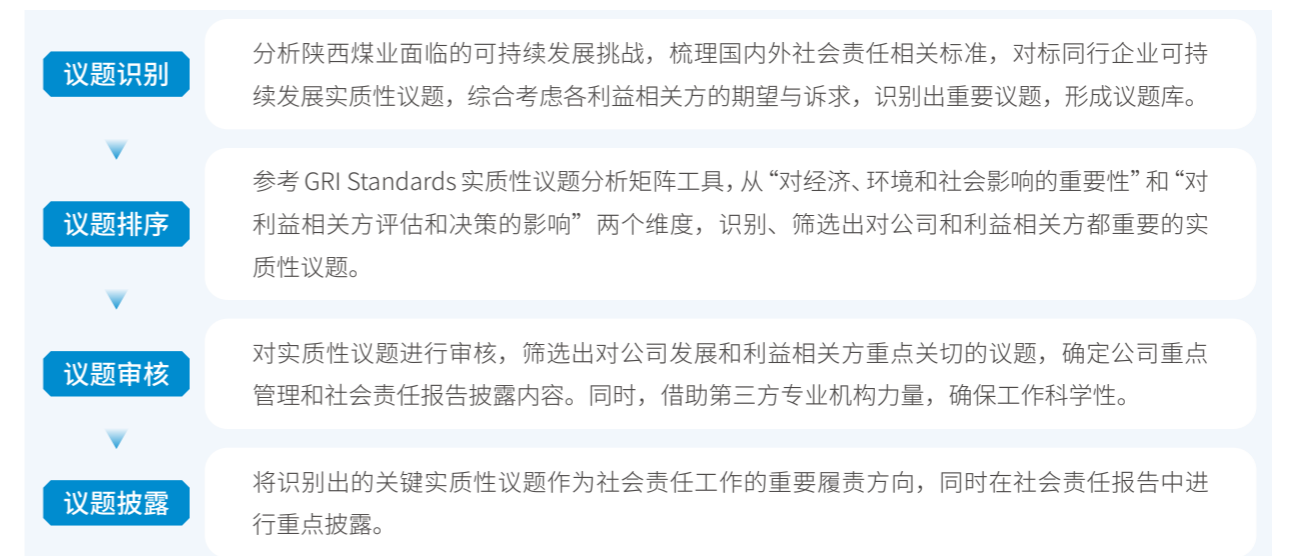 议题识别
分析陕西煤业面临的可持续发展挑战，梳理国内外社会责任相关标准，对标同行企业可持
续发展实质性议题，综合考虑各利益相关方的期望与诉求，识别出重要议题，形成议题库。
议题排序
参考 GRI Standards 实质性议题分析矩阵工具，从“对经济、环境和社会影响的重要性”和“对
利益相关方评估和决策的影响”两个维度，识别、筛选出对公司和利益相关方都重要的实
质性议题。
议题审核
对实质性议题进行审核，筛选出对公司发展和利益相关方重点关切的议题，确定公司重点
管理和社会责任报告披露内容。同时，借助第三方专业机构力量，确保工作科学性。
议题披露
将识别出的关键实质性议题作为社会责任工作的重要履责方向，同时在社会责任报告中进
行重点披露。